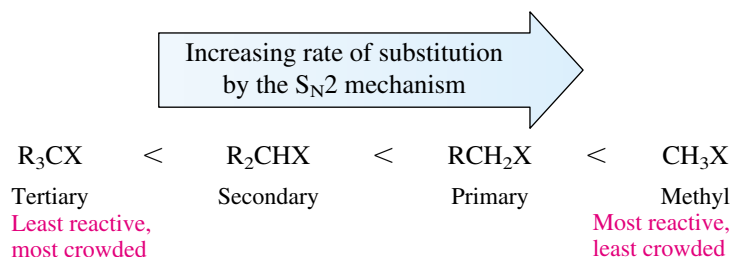 Increasing rate of substitution
by the SN2 mechanism
R3CX < R2CHX < RCH2X < CH3X
Tertiary Secondary Primary Methyl
Least reactive, Most reactive,
most crowded least crowded